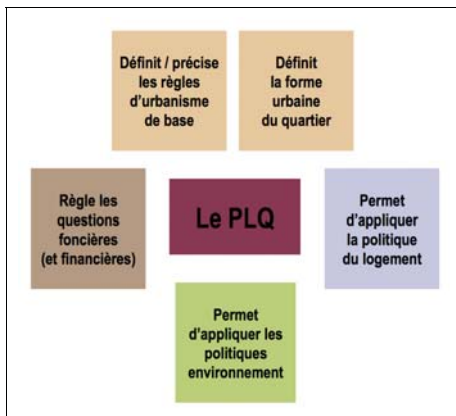 Définit / précise
les règles
d'urbanisme
de base
Définit
la forme
urbaine
du quartier
Règle les
questions
foncières
(et financières)
Le PLQ
Permet
d'appliquer
la politique
du logement
Permet
d'appliquer les
politiques
environnement